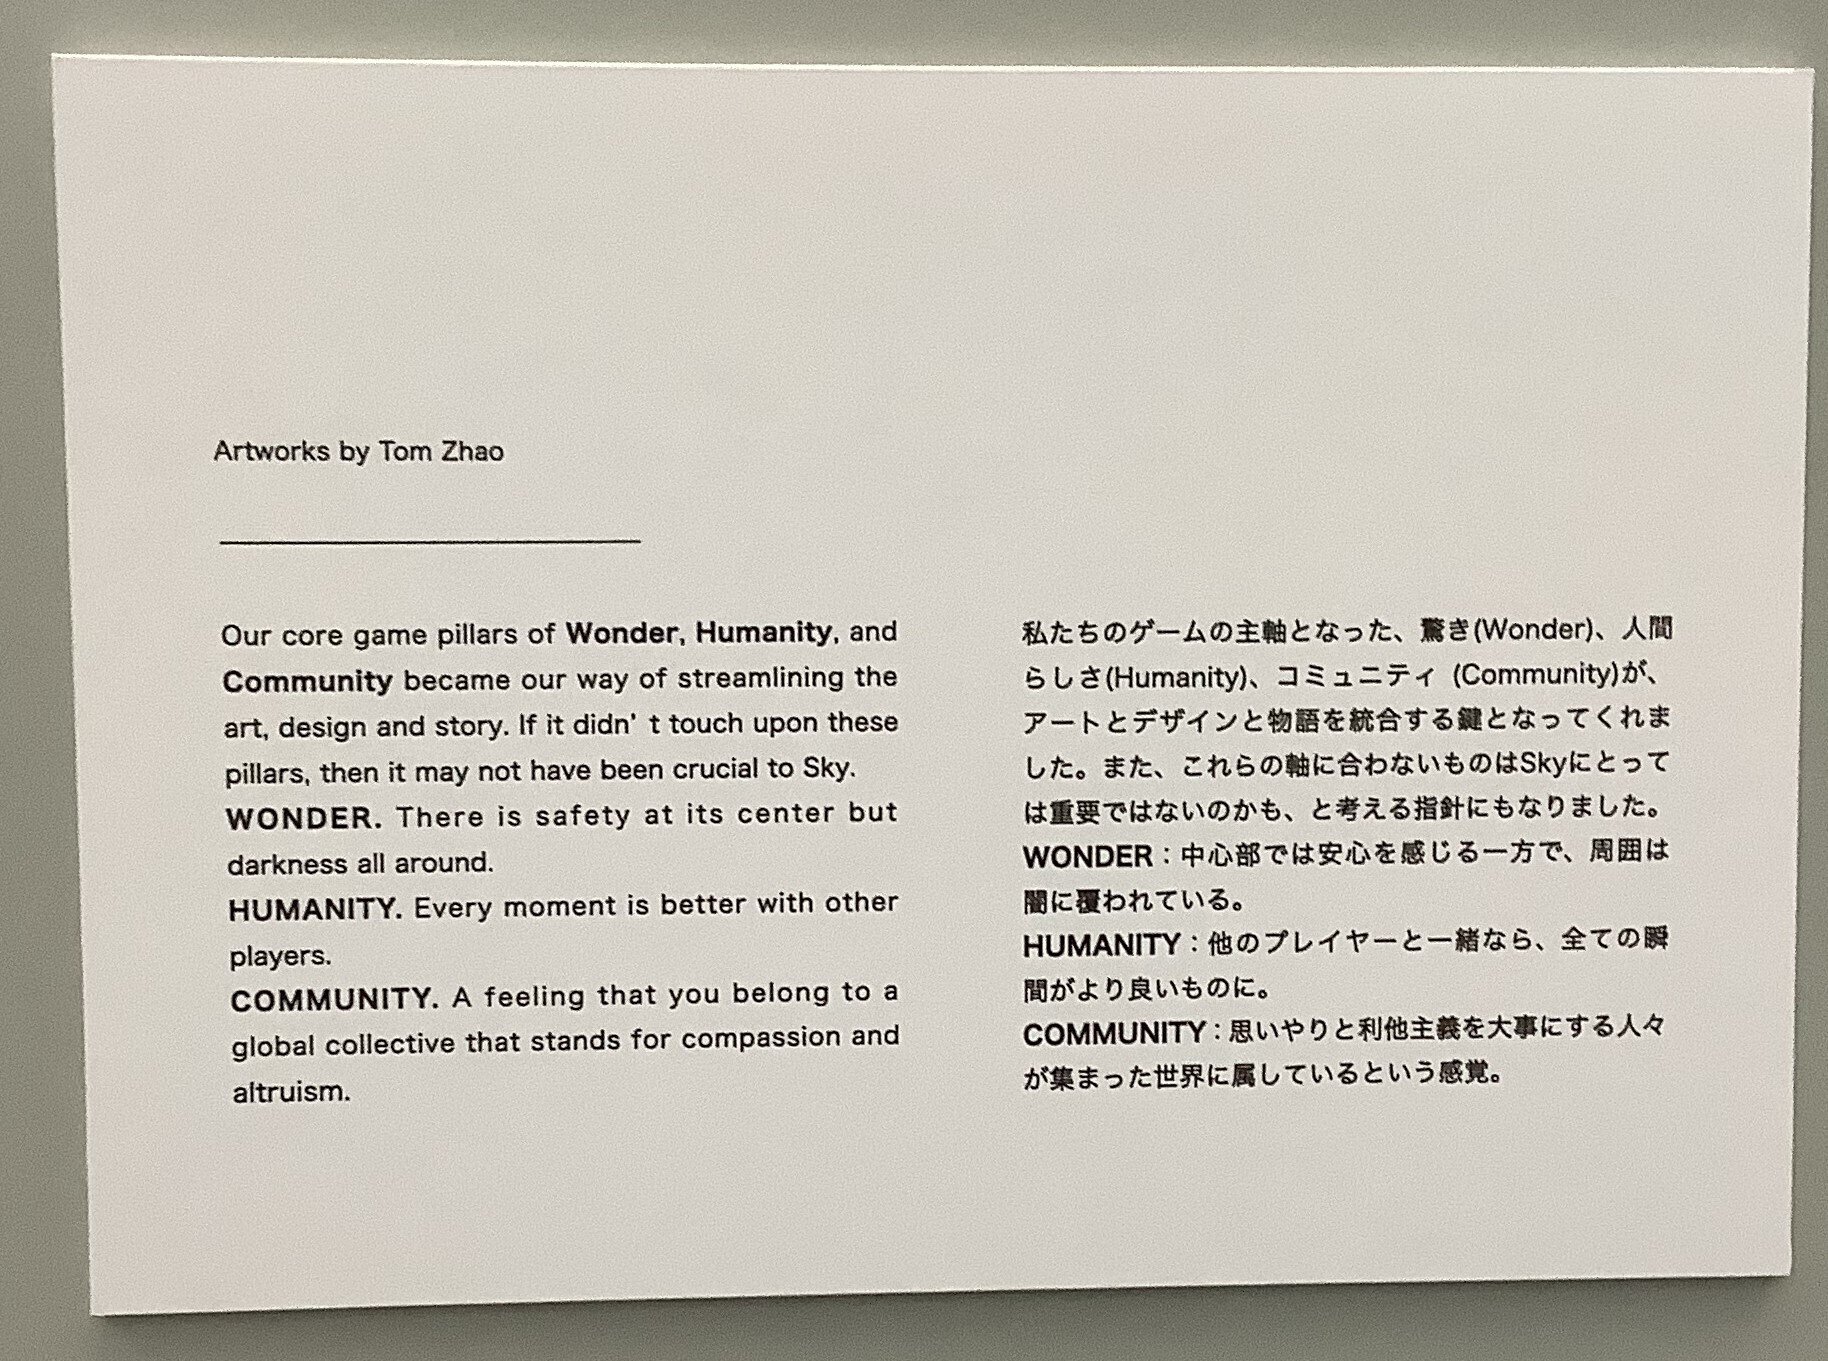 Artworks by Tom Zhao
Our core game pillars of Wonder, Humanity, and
Community became our way of streamlining the
art, design and story. If it didn’ t touch upon these
pillars, then it may not have been crucial to Sky.
WONDER. There is safety at its center but
darkness all around.
HUMANITY. Every moment is better with other
players.
COMMUNITY. A feeling that you belong to a
global collective that stands for compassion and
altruism.
私たちのゲームの主軸となった、驚き(Wonder)、人間
らしさ(Humanity)、コミュニティ (Community)が、
アートとデザインと物語を統合する鍵となってくれま
した。また、これらの軸に合わないものはSkyにとって
は重要ではないのかも、と考える指針にもなりました。
WONDER：中心部では安心を感じる一方で、周囲は
闇に覆われている。
HUMANITY：他のプレイヤーと一緒なら、全ての瞬
間がより良いものに。
COMMUNITY：思いやりと利他主義を大事にする人々
が集まった世界に属しているという感覚。